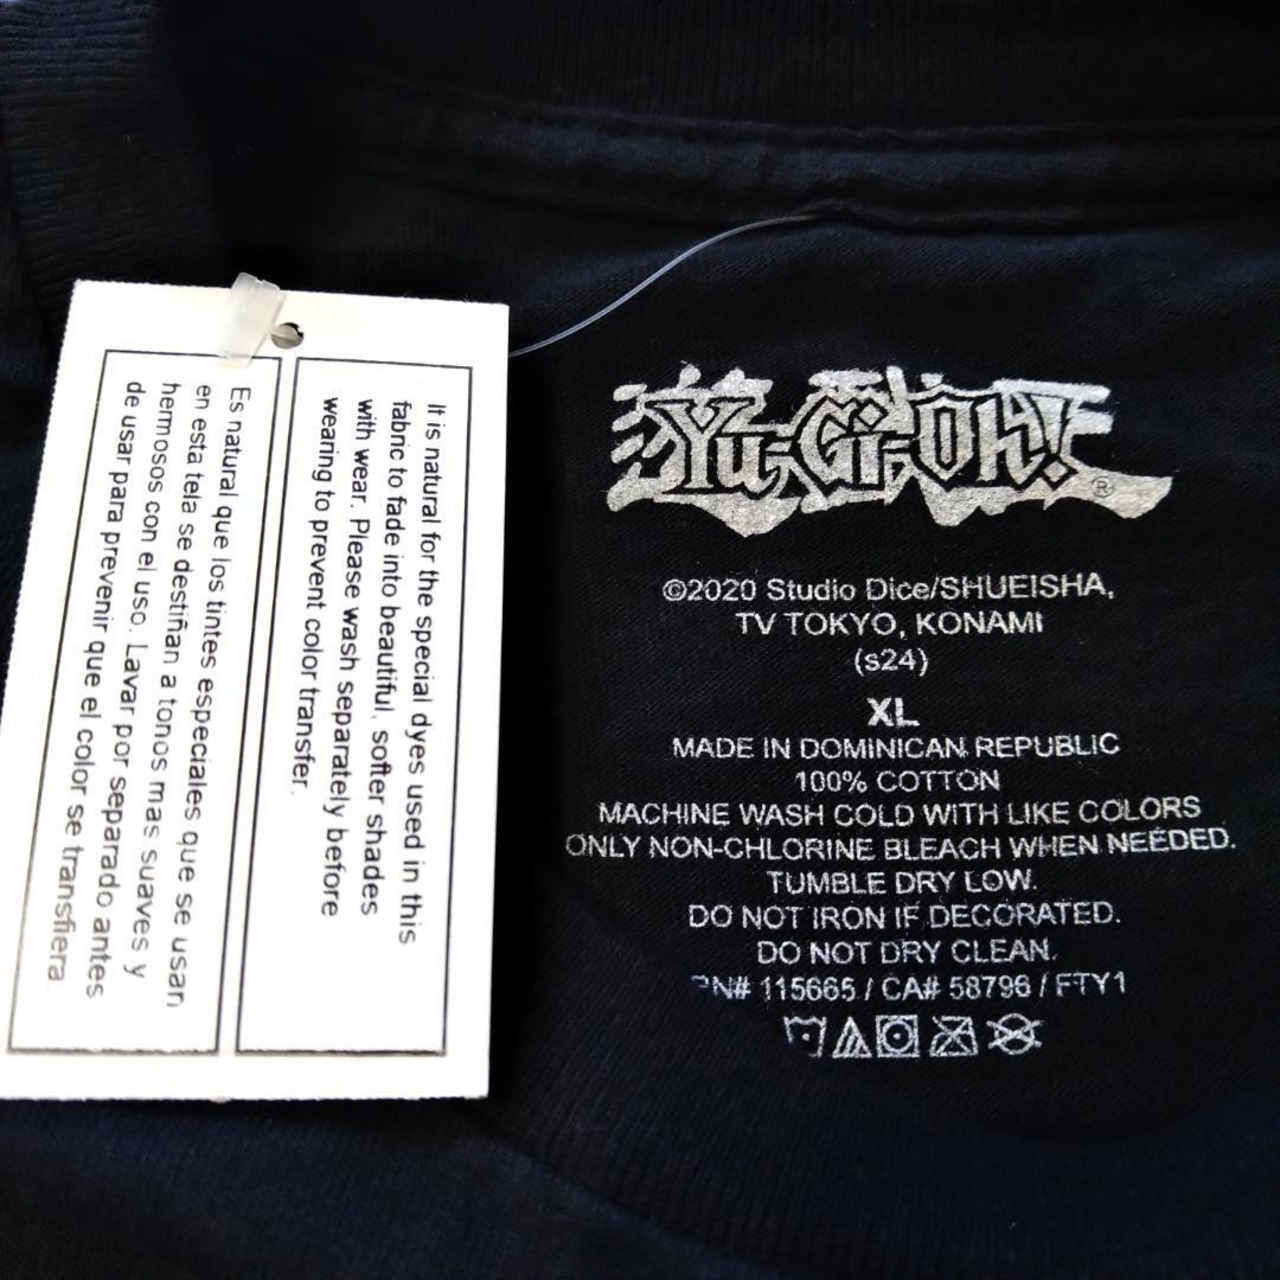 It is natural for the special dyes used in this
fabric to fade into beautiful, softer shades
with wear. Please wash separately before
wearing to prevent color transfer.
Es natural que los tintes especiales que se usan
en esta tela se destiñan a tonos mas suaves y
hermosos con el uso. Lavar por separado antes
de usar para prevenir que el color se transfiera.
Yu-Gi-Oh! ®
©2020 Studio Dice/SHUEISHA,
TV TOKYO, KONAMI
(s24)
XL
MADE IN DOMINICAN REPUBLIC
100% COTTON
MACHINE WASH COLD WITH LIKE COLORS
ONLY NON-CHLORINE BLEACH WHEN NEEDED.
TUMBLE DRY LOW.
DO NOT IRON IF DECORATED.
DO NOT DRY CLEAN.
RN# 115665 / CA# 58796 / FTY1